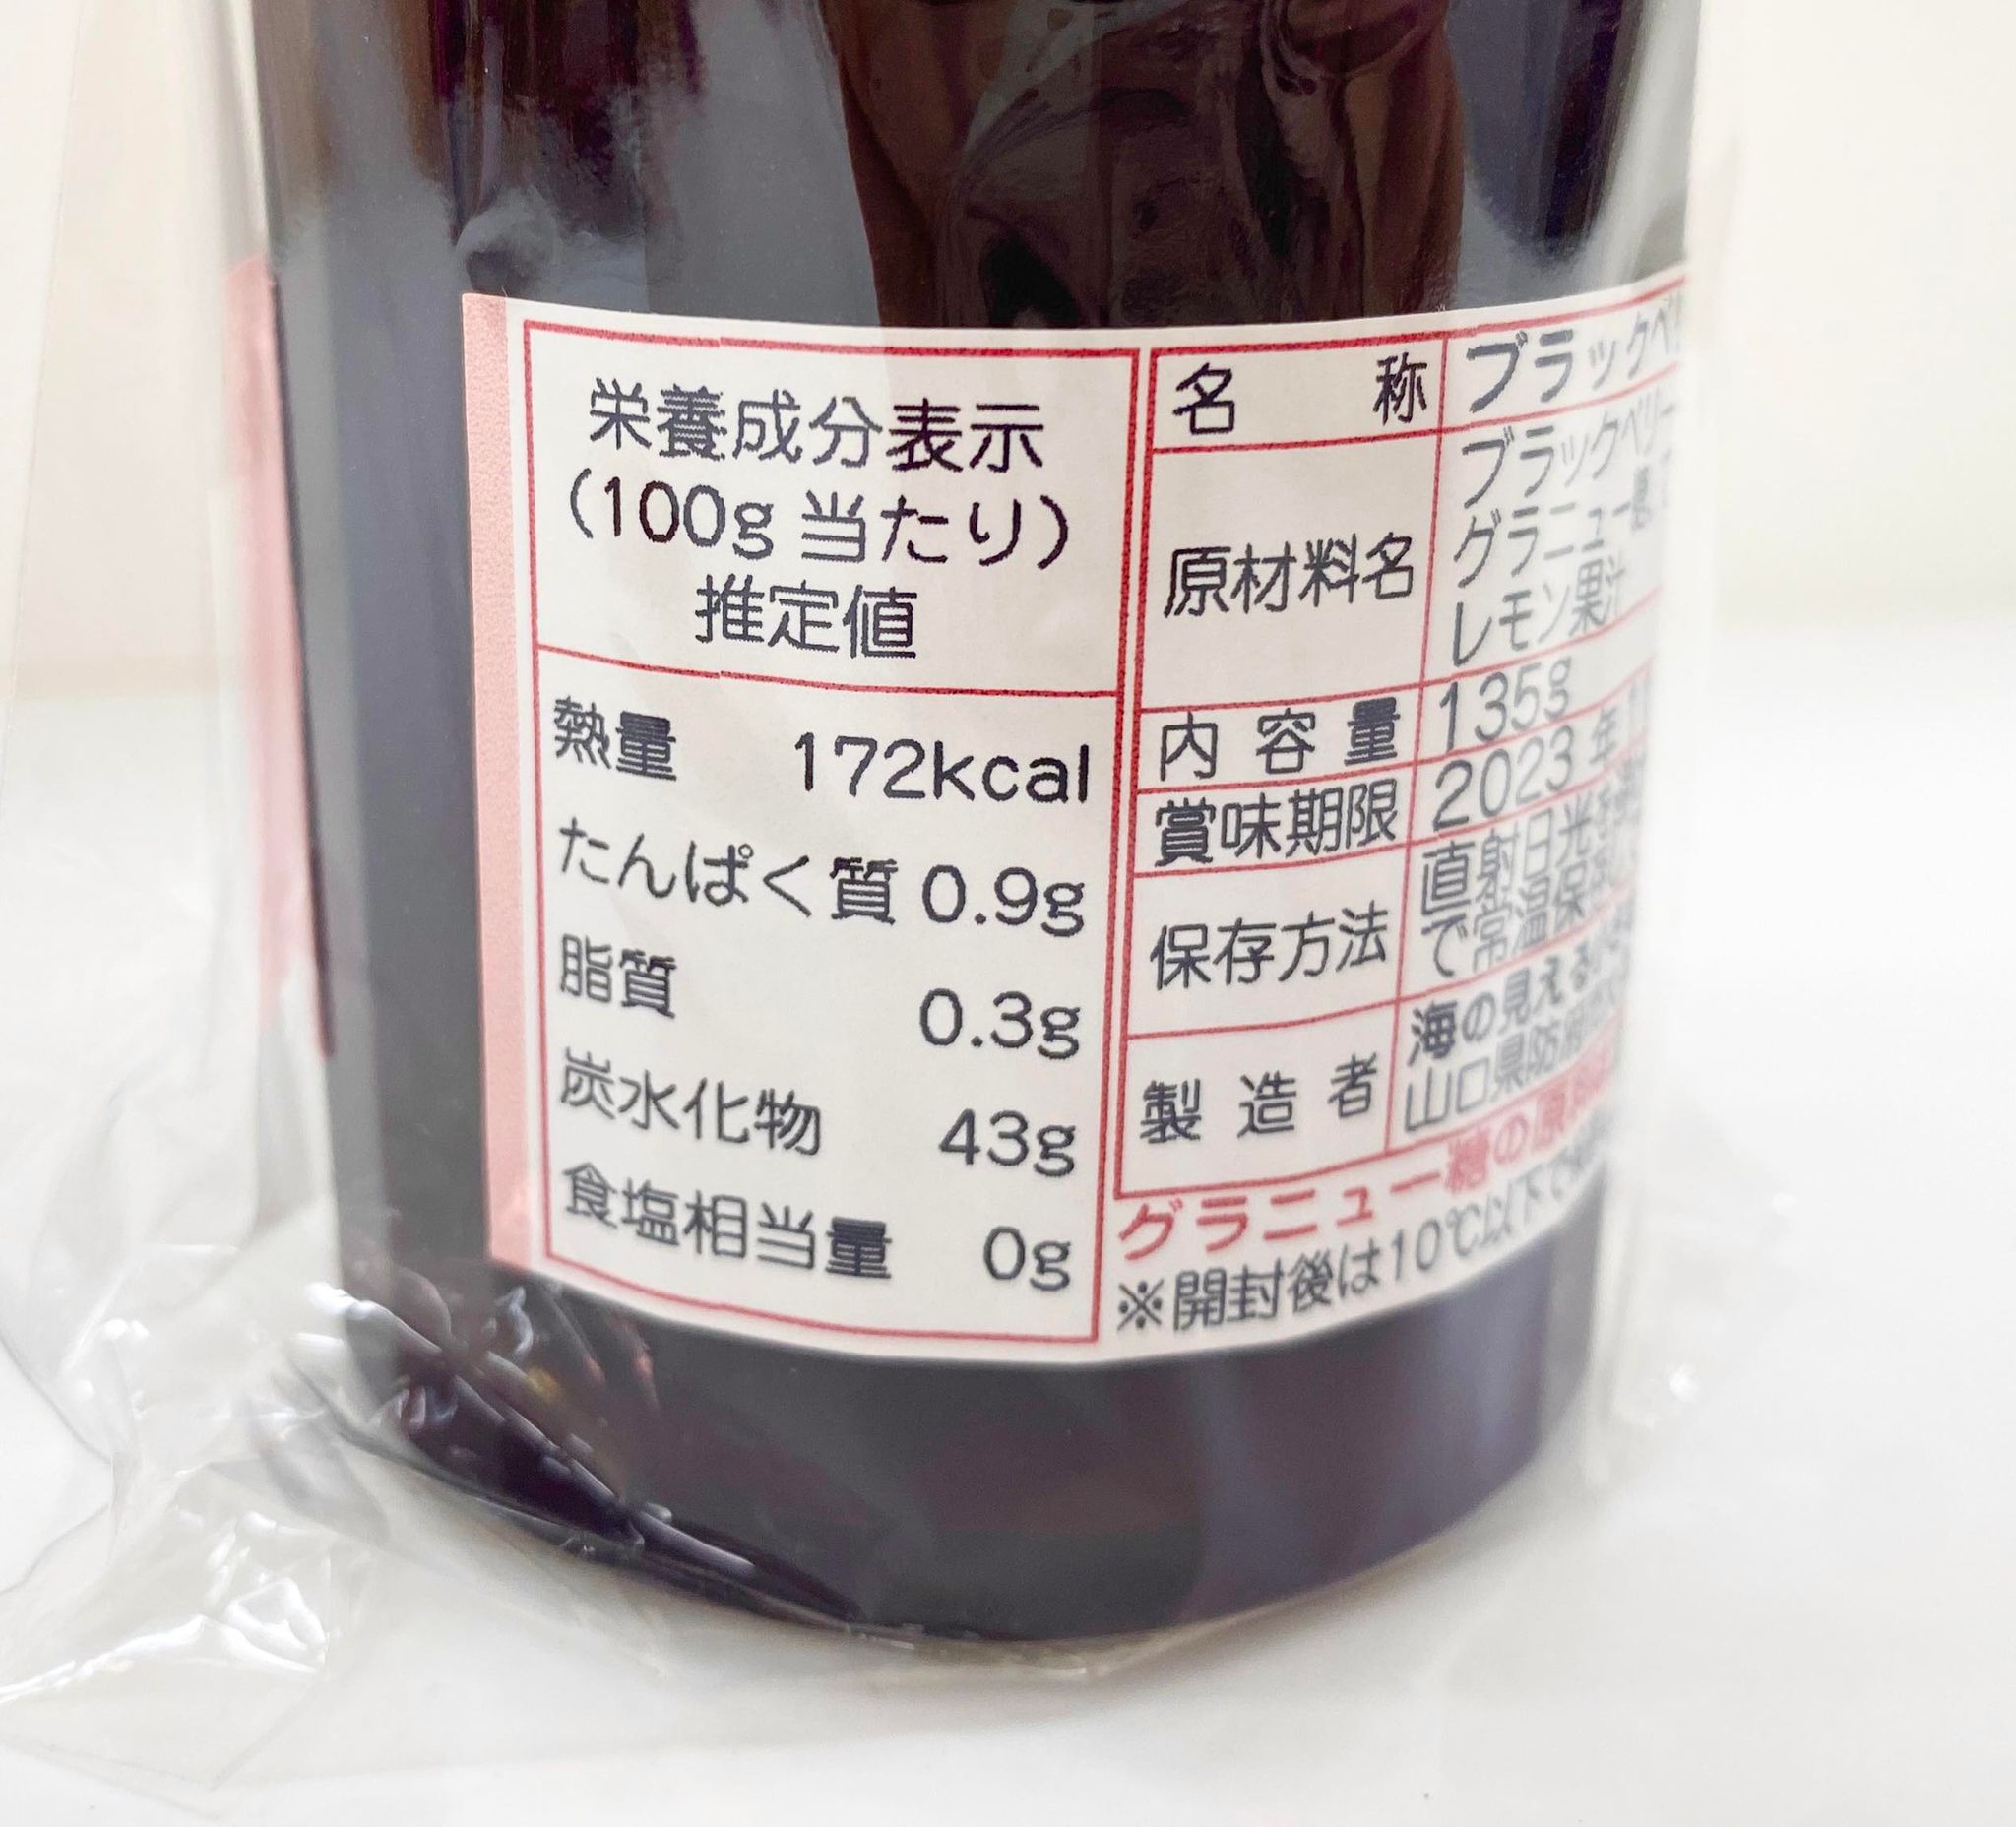 栄養成分表示
(100g 当たり)
推定値
熱量 172kcal
たんぱく質 0.9g
脂質 0.3g
炭水化物 43g
食塩相当量 0g
名 称 ブラックベ
原材料名 ブラックベリー
グラニュー
レモン果汁
内容量 135g
賞味期限 2023年
保存方法 直射日光
で常温保
製造者 海の見える
山口県防府
グラニュー糖の原
※開封後は10℃以下で